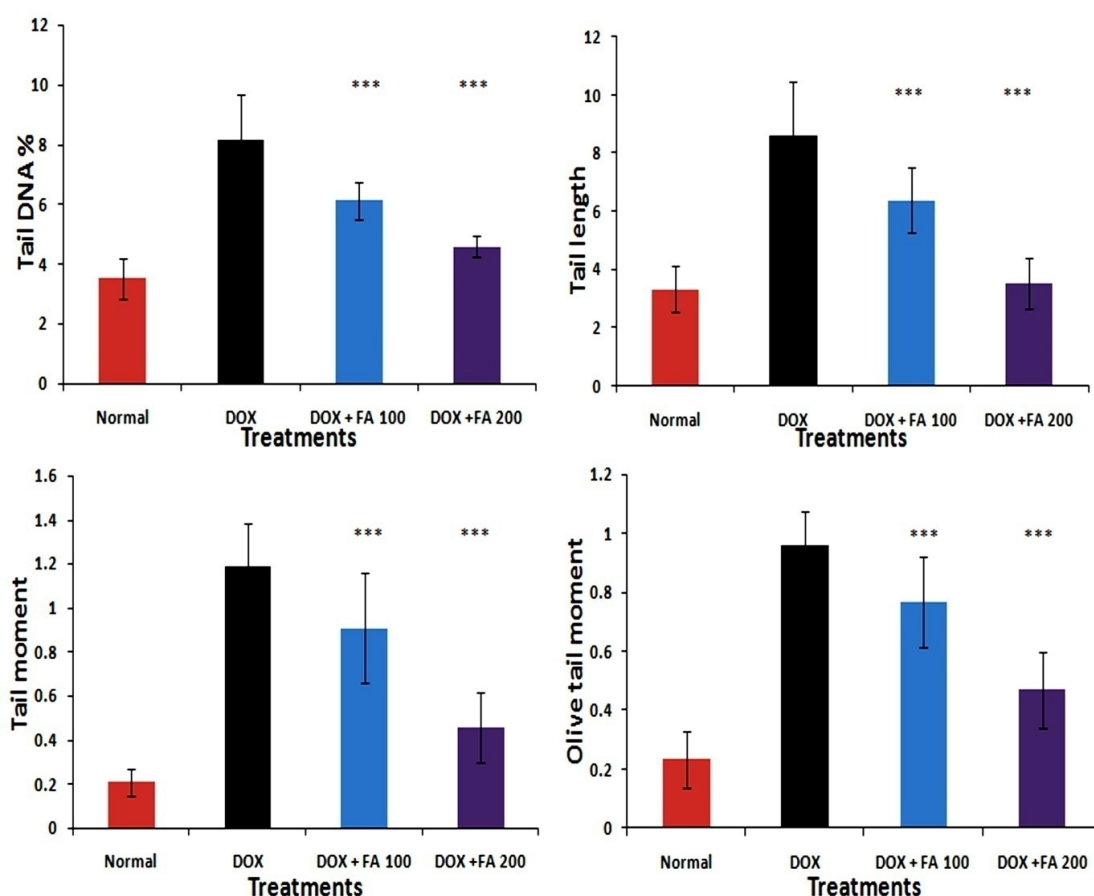 Tail DNA %
12
10
8
6
4
2
0
*** ***
Normal DOX DOX + FA 100 DOX +FA 200
Treatments
Tail length
12
10
8
6
4
2
0
*** ***
Normal DOX DOX + FA 100 DOX +FA 200
Treatments
Tail moment
1.6
1.4
1.2
1
0.8
0.6
0.4
0.2
0
*** ***
Normal DOX DOX + FA 100 DOX +FA 200
Treatments
Olive tail moment
1.2
1
0.8
0.6
0.4
0.2
0
*** ***
Normal DOX DOX + FA 100 DOX +FA 200
Treatments